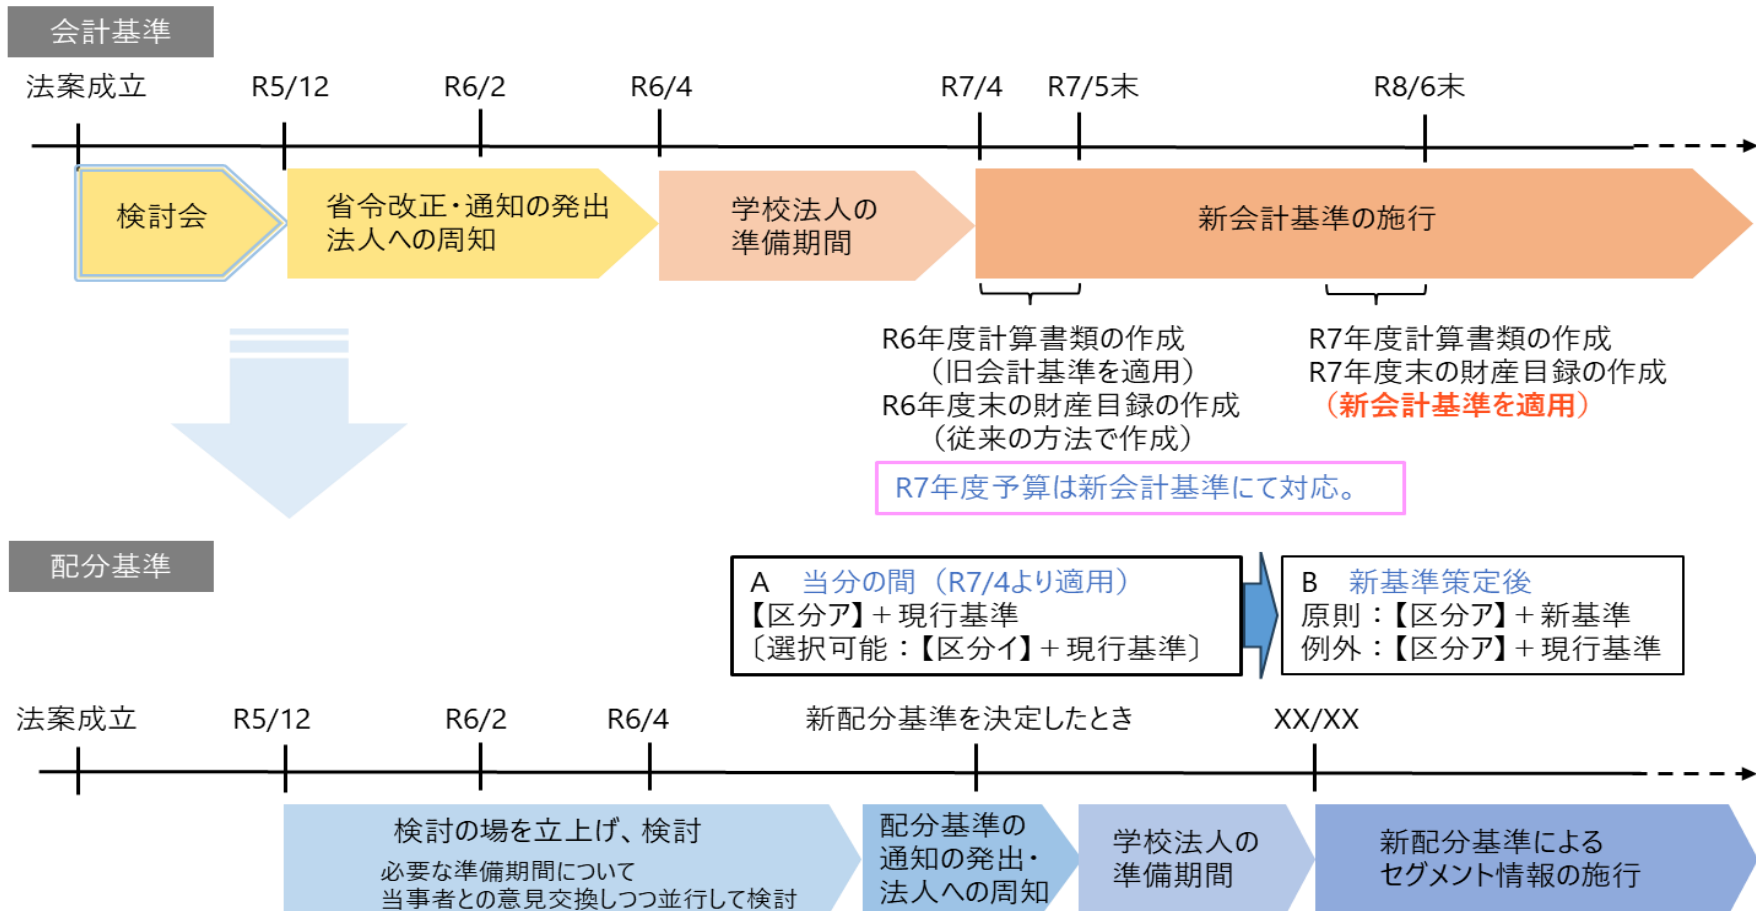 会計基準
法案成立
R5/12
R6/2
R6/4
R7/4
R7/5末
R8/6末
検討会
省令改正・通知の発出
法人への周知
学校法人の
準備期間
新会計基準の施行
R6年度計算書類の作成
（旧会計基準を適用）
R6年度末の財産目録の作成
（従来の方法で作成）
R7年度計算書類の作成
R7年度末の財産目録の作成
（新会計基準を適用）
R7年度予算は新会計基準にて対応。
配分基準
A　当分の間（R7/4より適用）
【区分ア】＋現行基準
〔選択可能：【区分イ】＋現行基準〕
B　新基準策定後
原則：【区分ア】＋新基準
例外：【区分ア】＋現行基準
法案成立
R5/12
R6/2
R6/4
新配分基準を決定したとき
XX/XX
検討の場を立上げ、検討
必要な準備期間について
当事者との意見交換しつつ並行して検討
配分基準の
通知の発出・
法人への周知
学校法人の
準備期間
新配分基準による
セグメント情報の施行